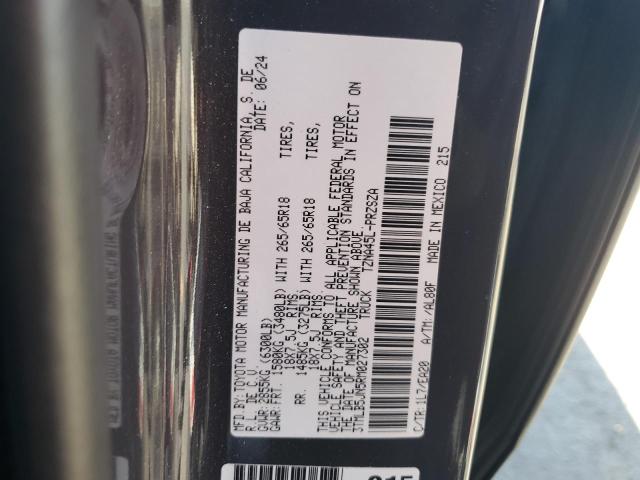 MFD. BY: TOYOTA MOTOR MANUFACTURING DE BAJA CALIFORNIA, S. DE
R.L. DE C.V. DATE: 06/24
GVWR: 2855KG (6300LB)
GAWR: FRT. 1580KG (3480LB) WITH 265/65R18 TIRES,
18X7.5J RIMS.
RR. 1485KG (3275LB) WITH 265/65R18 TIRES,
18X7.5J RIMS.
THIS VEHICLE CONFORMS TO ALL APPLICABLE FEDERAL MOTOR
VEHICLE SAFETY AND THEFT PREVENTION STANDARDS IN EFFECT ON
THE DATE OF MANUFACTURE SHOWN ABOVE.
3TMLB5JN5RM027302 TRUCK TZNA45L-PRZSZA
C/TR:1L7/EA20 A/TM:/AL80F MADE IN MEXICO 215
215